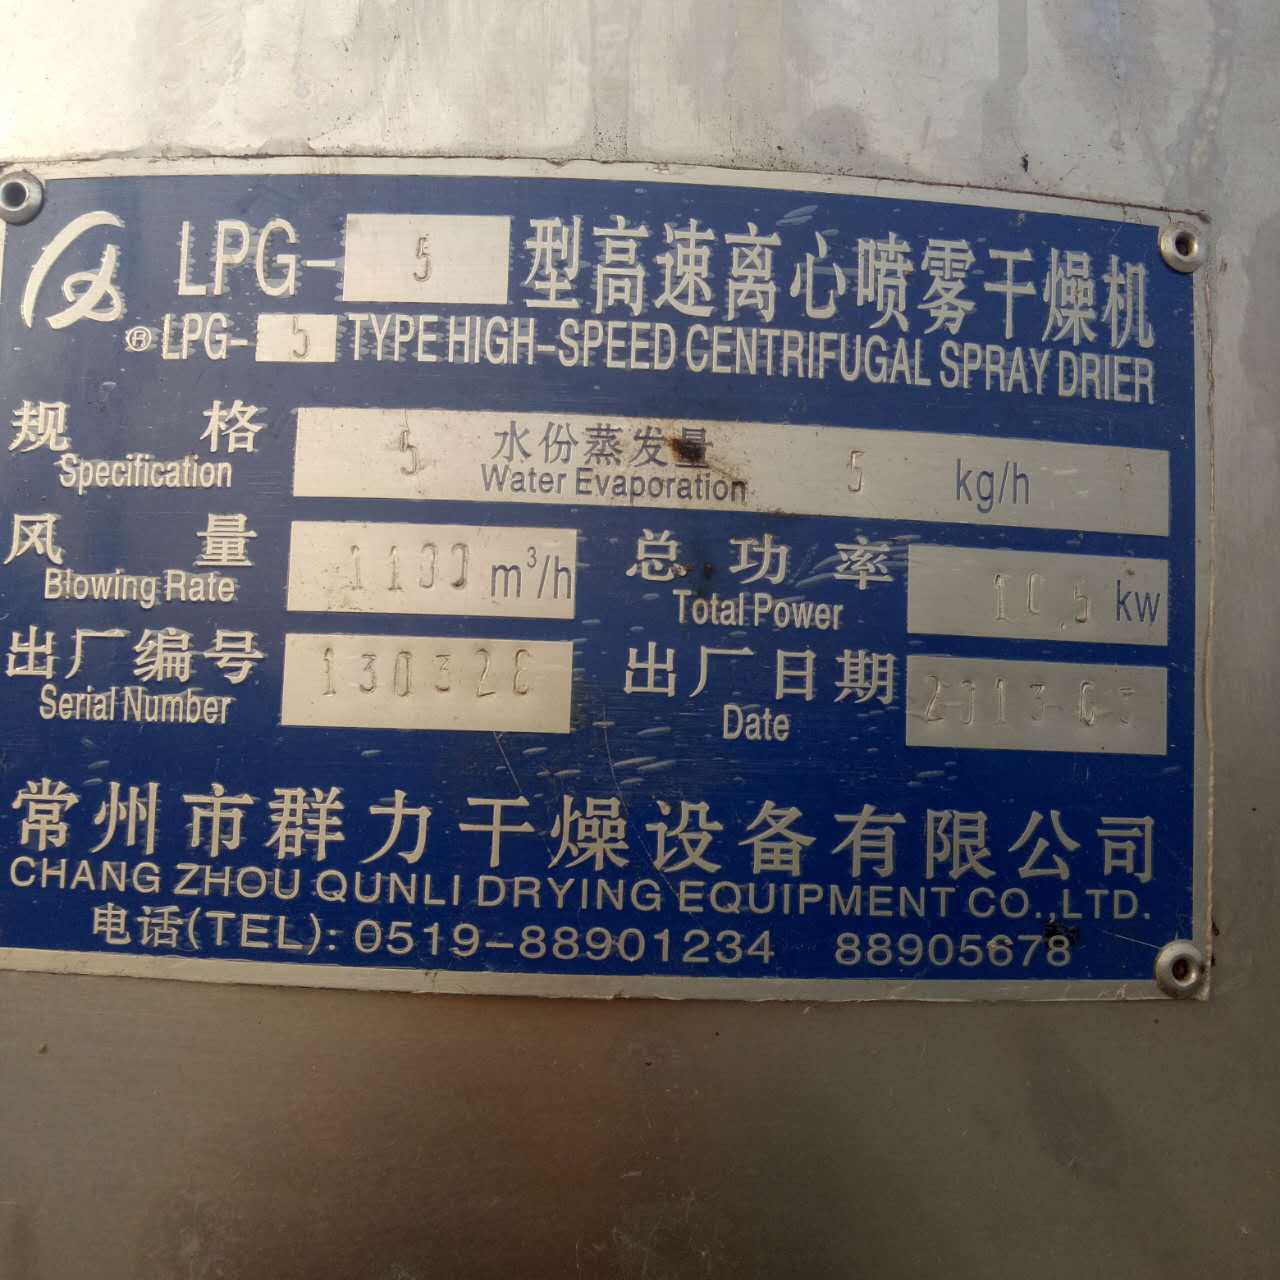 LPG-5型高速离心喷雾干燥机
® LPG-5 TYPE HIGH-SPEED CENTRIFUGAL SPRAY DRIER
规格 5 水份蒸发量 5 kg/h
Specification Water Evaporation
风量 1100 m³/h 总功率 10.5 kw
Blowing Rate Total Power
出厂编号 出厂日期
Serial Number Date
常州市群力干燥设备有限公司
CHANG ZHOU QUNLI DRYING EQUIPMENT CO.,LTD.
电话(TEL): 0519-88901234 88905678